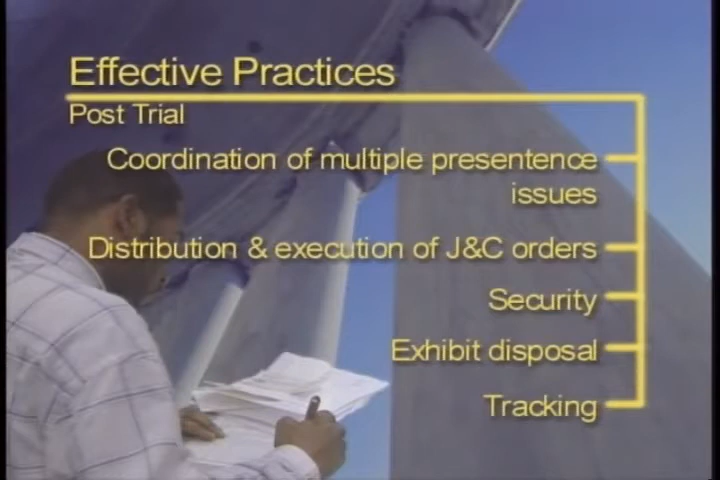 Effective Practices
Post Trial
Coordination of multiple presentence
issues
Distribution & execution of J&C orders
Security
Exhibit disposal
Tracking